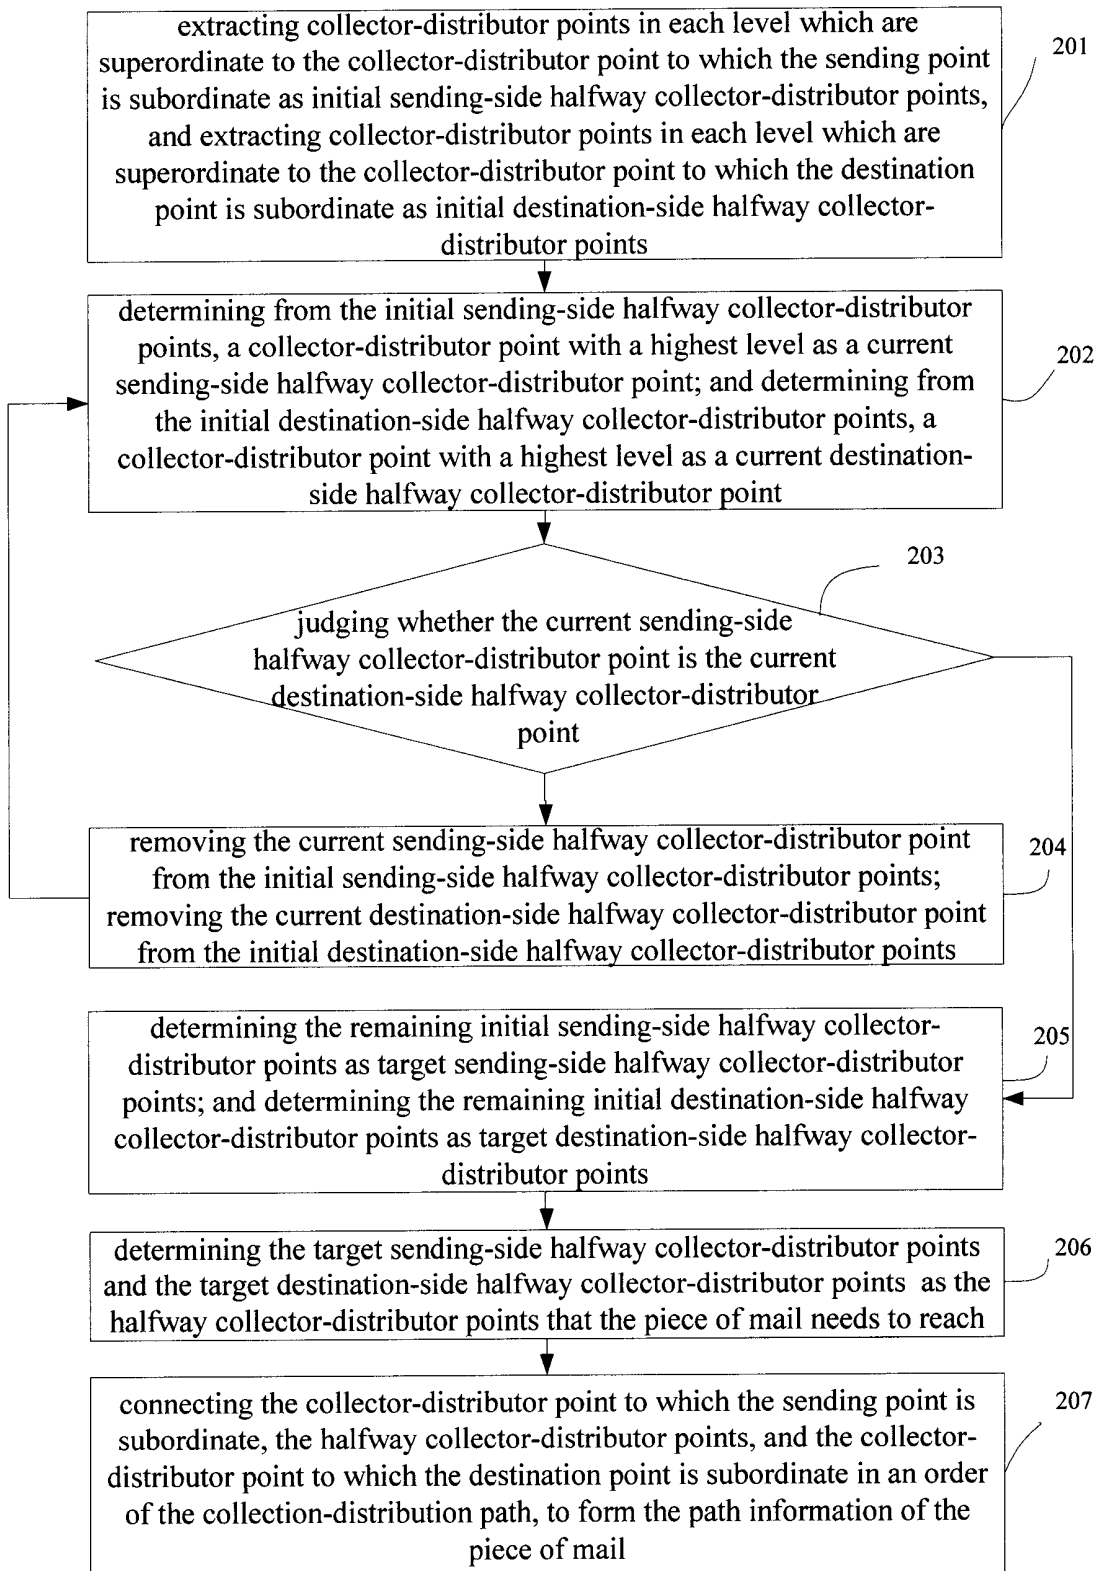 extracting collector-distributor points in each level which are
superordinate to the collector-distributor point to which the sending point
is subordinate as initial sending-side halfway collector-distributor points,
and extracting collector-distributor points in each level which are
superordinate to the collector-distributor point to which the destination
point is subordinate as initial destination-side halfway collector-
distributor points
201
determining from the initial sending-side halfway collector-distributor
points, a collector-distributor point with a highest level as a current
sending-side halfway collector-distributor point; and determining from
the initial destination-side halfway collector-distributor points, a
collector-distributor point with a highest level as a current destination-
side halfway collector-distributor point
202
203
judging whether the current sending-side
halfway collector-distributor point is the current
destination-side halfway collector-distributor
point
removing the current sending-side halfway collector-distributor point
from the initial sending-side halfway collector-distributor points;
removing the current destination-side halfway collector-distributor point
from the initial destination-side halfway collector-distributor points
204
determining the remaining initial sending-side halfway collector-
distributor points as target sending-side halfway collector-distributor
points; and determining the remaining initial destination-side halfway
collector-distributor points as target destination-side halfway collector-
distributor points
205
determining the target sending-side halfway collector-distributor points
and the target destination-side halfway collector-distributor points as the
halfway collector-distributor points that the piece of mail needs to reach
206
connecting the collector-distributor point to which the sending point is
subordinate, the halfway collector-distributor points, and the collector-
distributor point to which the destination point is subordinate in an order
of the collection-distribution path, to form the path information of the
piece of mail
207